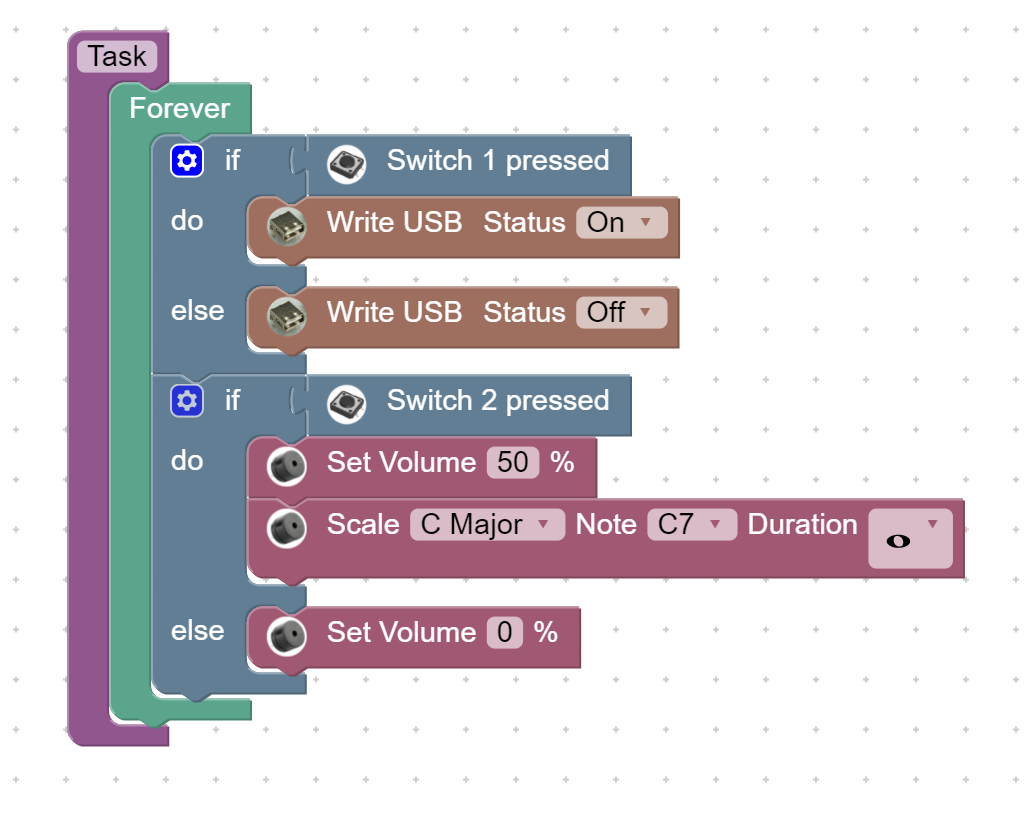 Task
Forever
if Switch 1 pressed
do Write USB Status On
else Write USB Status Off
if Switch 2 pressed
do Set Volume 50 %
Scale C Major Note C7 Duration
else Set Volume 0 %